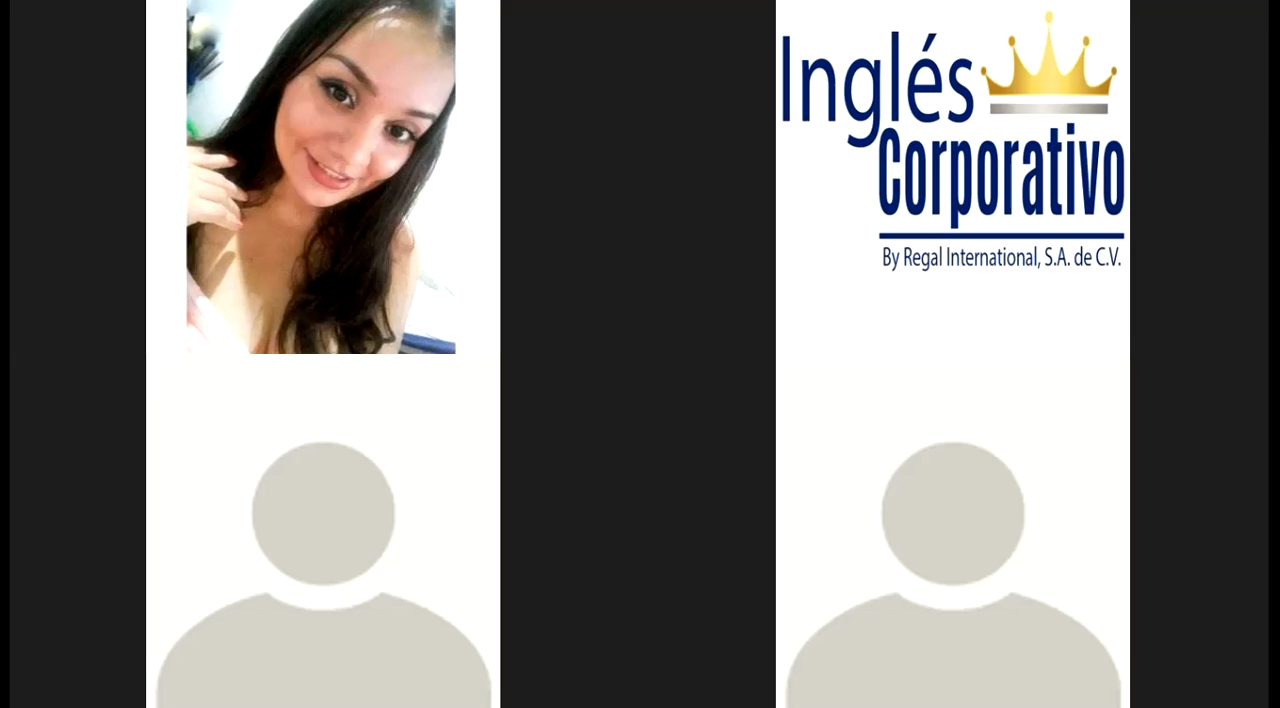 Inglés
Corporativo
By Regal International, S.A. de C.V.